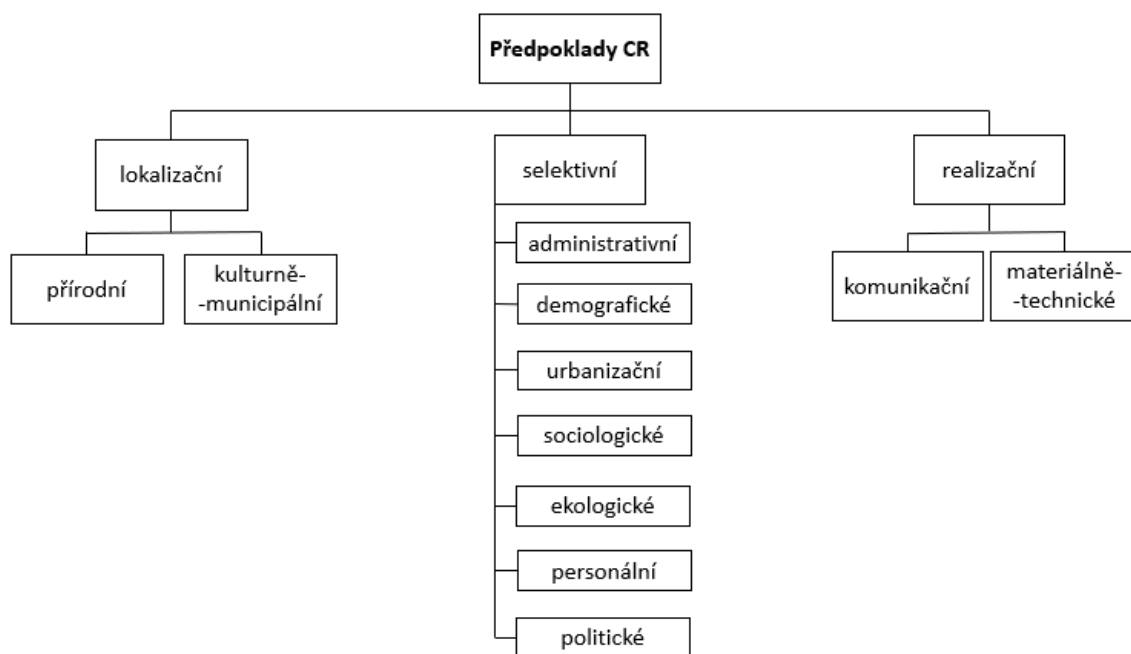 Předpoklady CR
lokalizační
selektivní
realizační
přírodní
kulturně-
-municipální
administrativní
demografické
urbanizační
sociologické
ekologické
personální
politické
komunikační
materiálně-
-technické